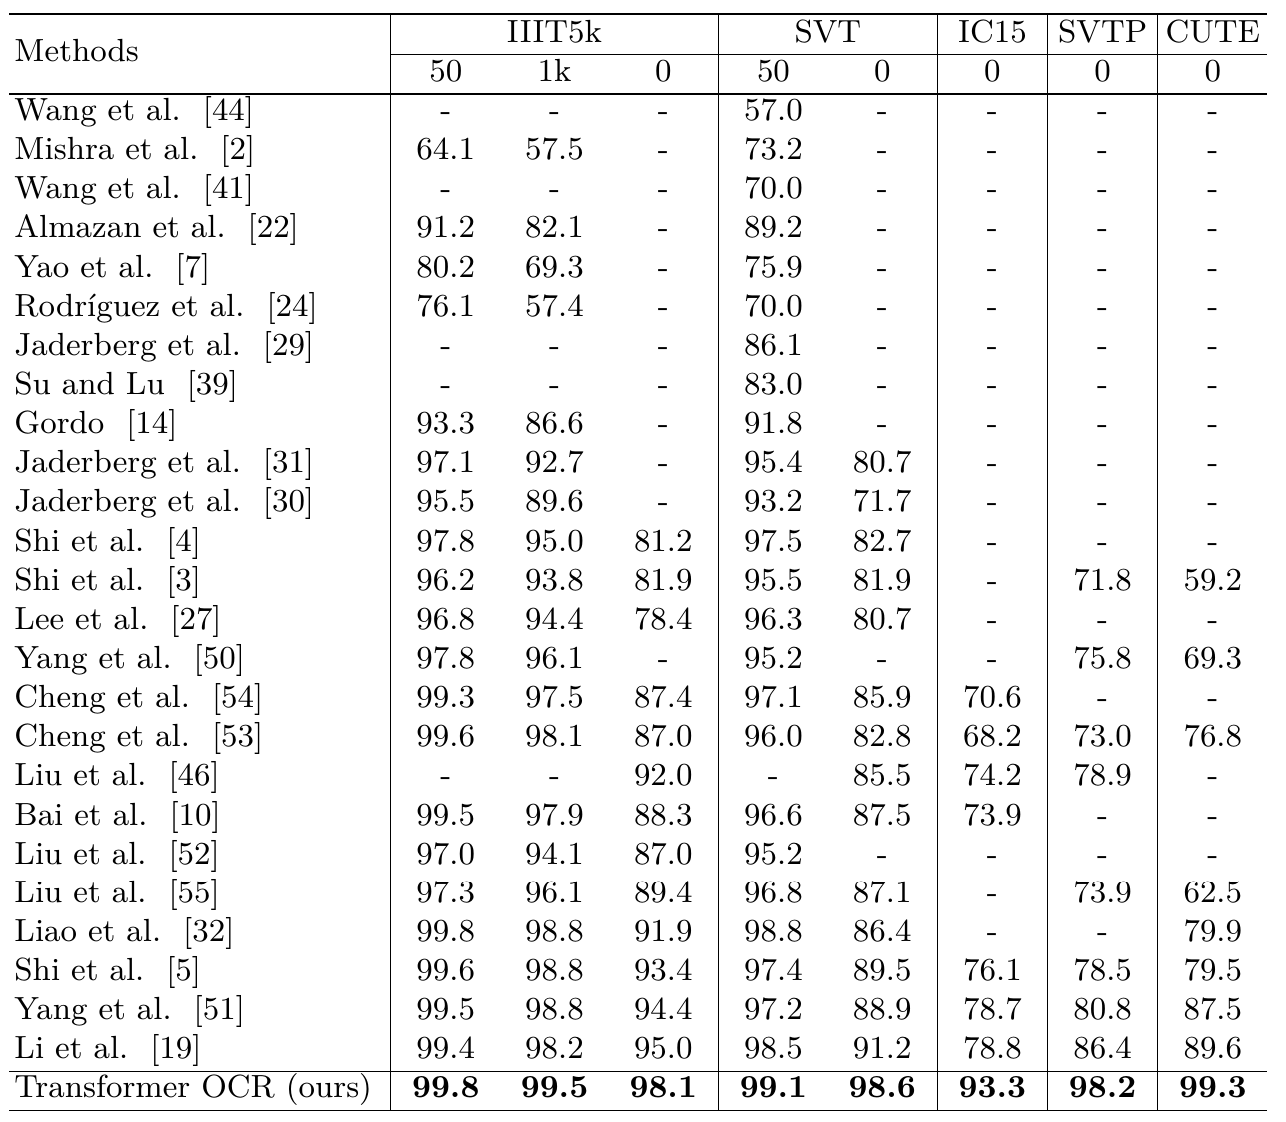 Methods IIIT5k SVT IC15 SVTP CUTE
50 1k 0 50 0 0 0 0
Wang et al. [44] - - - 57.0 - - - -
Mishra et al. [2] 64.1 57.5 - 73.2 - - - -
Wang et al. [41] - - - 70.0 - - - -
Almazan et al. [22] 91.2 82.1 - 89.2 - - - -
Yao et al. [7] 80.2 69.3 - 75.9 - - - -
Rodríguez et al. [24] 76.1 57.4 - 70.0 - - - -
Jaderberg et al. [29] - - - 86.1 - - - -
Su and Lu [39] - - - 83.0 - - - -
Gordo [14] 93.3 86.6 - 91.8 - - - -
Jaderberg et al. [31] 97.1 92.7 - 95.4 80.7 - - -
Jaderberg et al. [30] 95.5 89.6 - 93.2 71.7 - - -
Shi et al. [4] 97.8 95.0 81.2 97.5 82.7 - - -
Shi et al. [3] 96.2 93.8 81.9 95.5 81.9 - 71.8 59.2
Lee et al. [27] 96.8 94.4 78.4 96.3 80.7 - - -
Yang et al. [50] 97.8 96.1 - 95.2 - - 75.8 69.3
Cheng et al. [54] 99.3 97.5 87.4 97.1 85.9 70.6 - -
Cheng et al. [53] 99.6 98.1 87.0 96.0 82.8 68.2 73.0 76.8
Liu et al. [46] - - 92.0 - 85.5 74.2 78.9 -
Bai et al. [10] 99.5 97.9 88.3 96.6 87.5 73.9 - -
Liu et al. [52] 97.0 94.1 87.0 95.2 - - - -
Liu et al. [55] 97.3 96.1 89.4 96.8 87.1 - 73.9 62.5
Liao et al. [32] 99.8 98.8 91.9 98.8 86.4 - - 79.9
Shi et al. [5] 99.6 98.8 93.4 97.4 89.5 76.1 78.5 79.5
Yang et al. [51] 99.5 98.8 94.4 97.2 88.9 78.7 80.8 87.5
Li et al. [19] 99.4 98.2 95.0 98.5 91.2 78.8 86.4 89.6
Transformer OCR (ours) 99.8 99.5 98.1 99.1 98.6 93.3 98.2 99.3